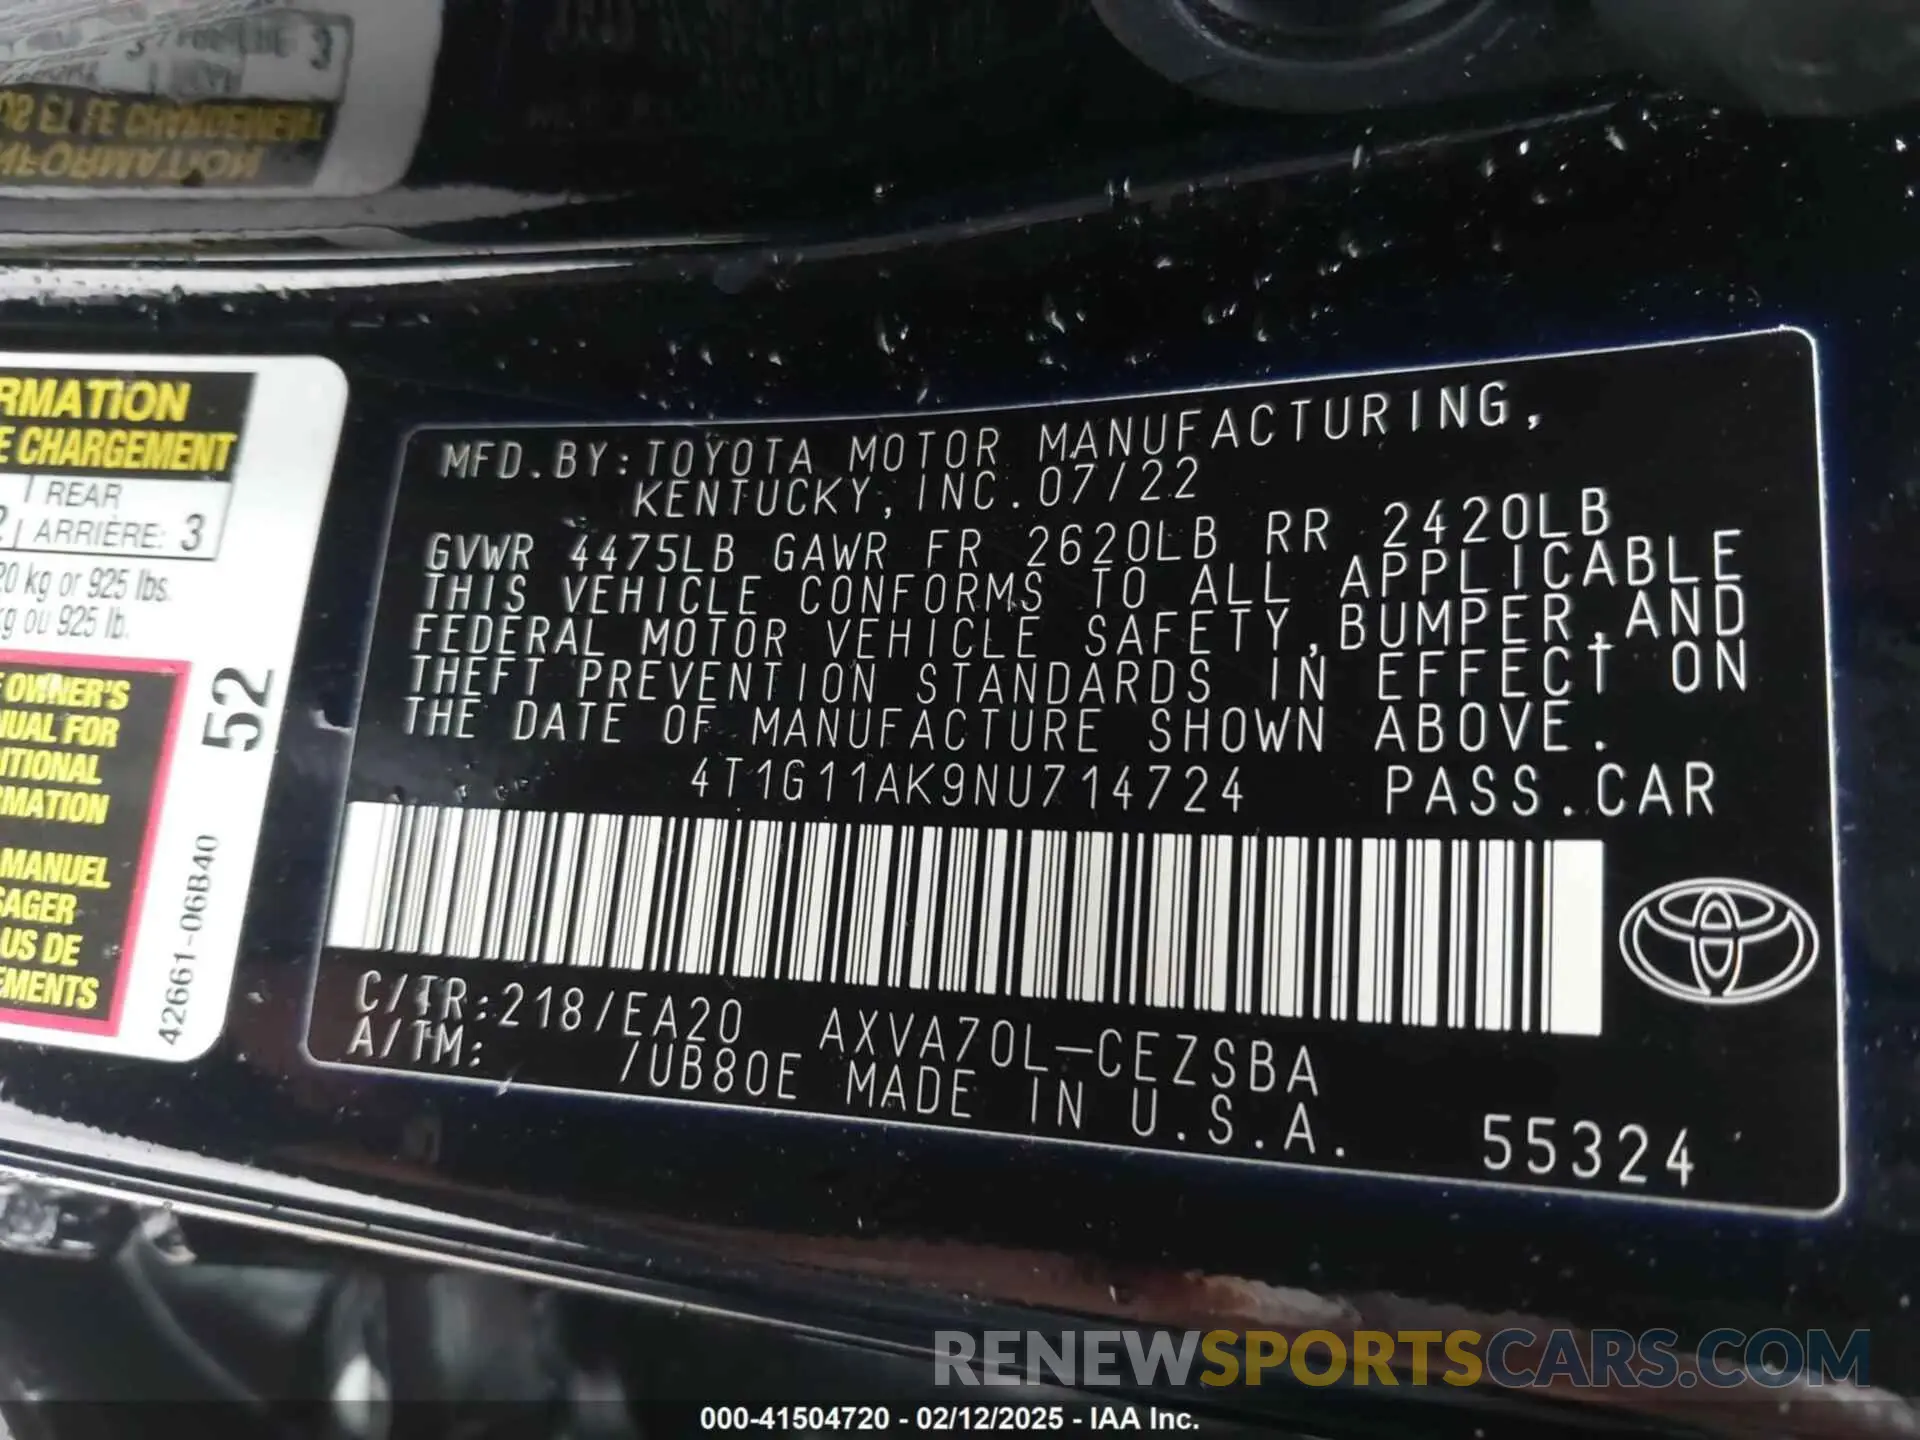 RMATION
E CHARGEMENT
REAR
ARRIÈRE: 3
20 kg or 925 lbs.
kg ou 925 lb.
E OWNER'S
NUAL FOR
ITIONAL
RMATION
MANUEL
SAGER
US DE
EMENTS
52
42661-06B40
MFD.BY:TOYOTA MOTOR MANUFACTURING,
KENTUCKY, INC. 07/22
GVWR 4475LB GAWR FR 2620LB RR 2420LB
THIS VEHICLE CONFORMS TO ALL APPLICABLE
FEDERAL MOTOR VEHICLE SAFETY,BUMPER,AND
THEFT PREVENTION STANDARDS IN EFFECT ON
THE DATE OF MANUFACTURE SHOWN ABOVE.
4T1G11AK9NU714724 PASS.CAR
C/TR:218/EA20 AXVA70L-CEZSBA
A/TM: /UB80E MADE IN U.S.A.
55324
RENEWSPORTSCARS.COM
000-41504720 - 02/12/2025 - IAA Inc.